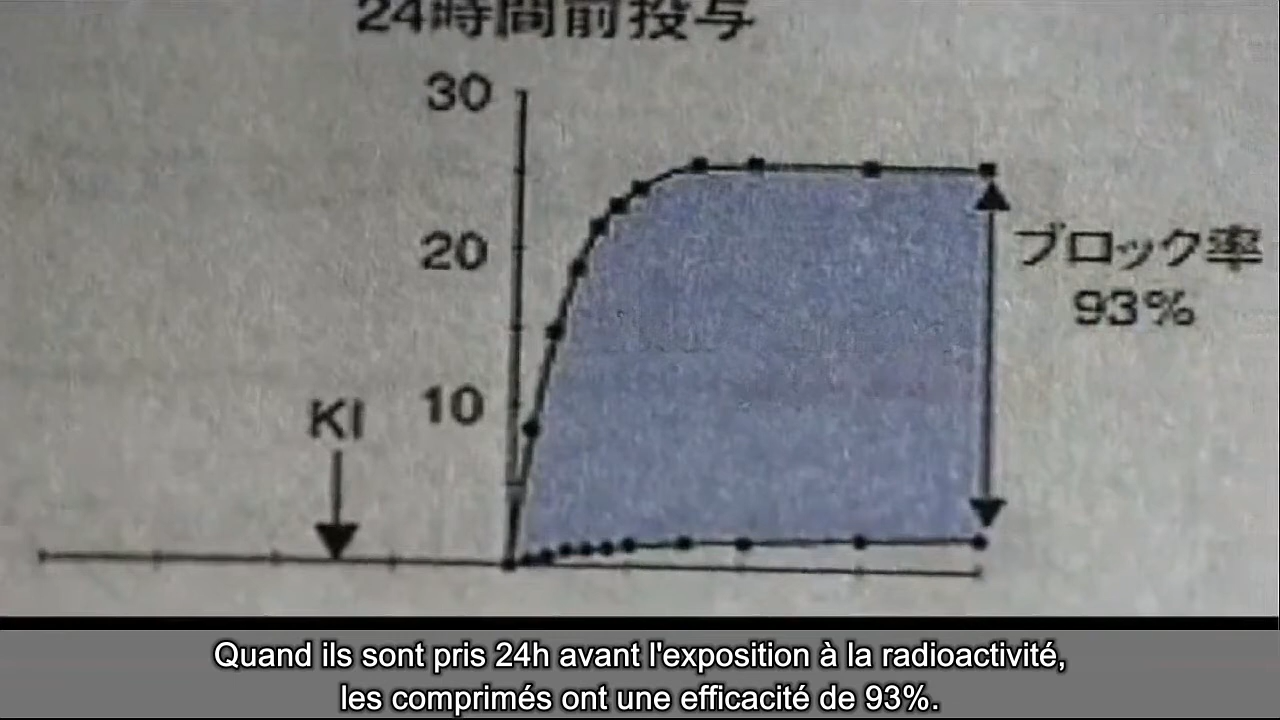 24時間前投与
30
20
10
KI
ブロック率
93%
Quand ils sont pris 24h avant l'exposition à la radioactivité,
les comprimés ont une efficacité de 93%.